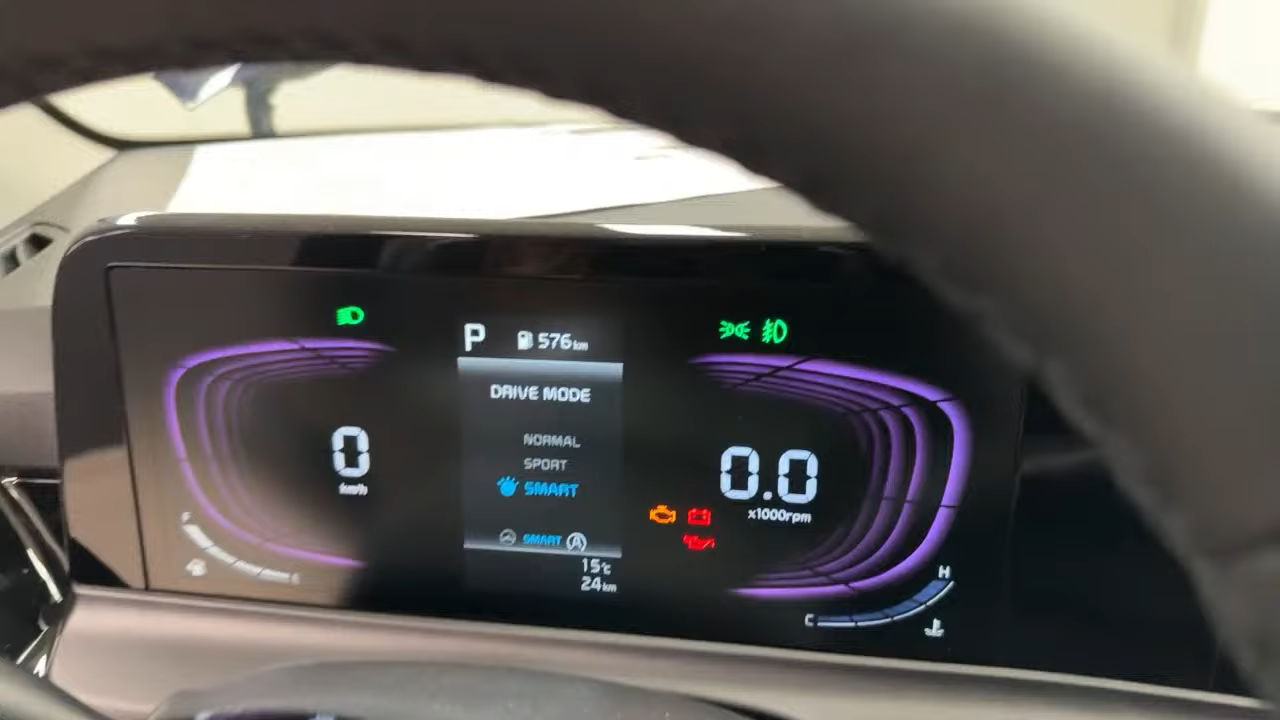 P 576km
DRIVE MODE
NORMAL
SPORT
SMART
SMART A
15°C
24km
0
km/h
0.0
x1000rpm
H
C